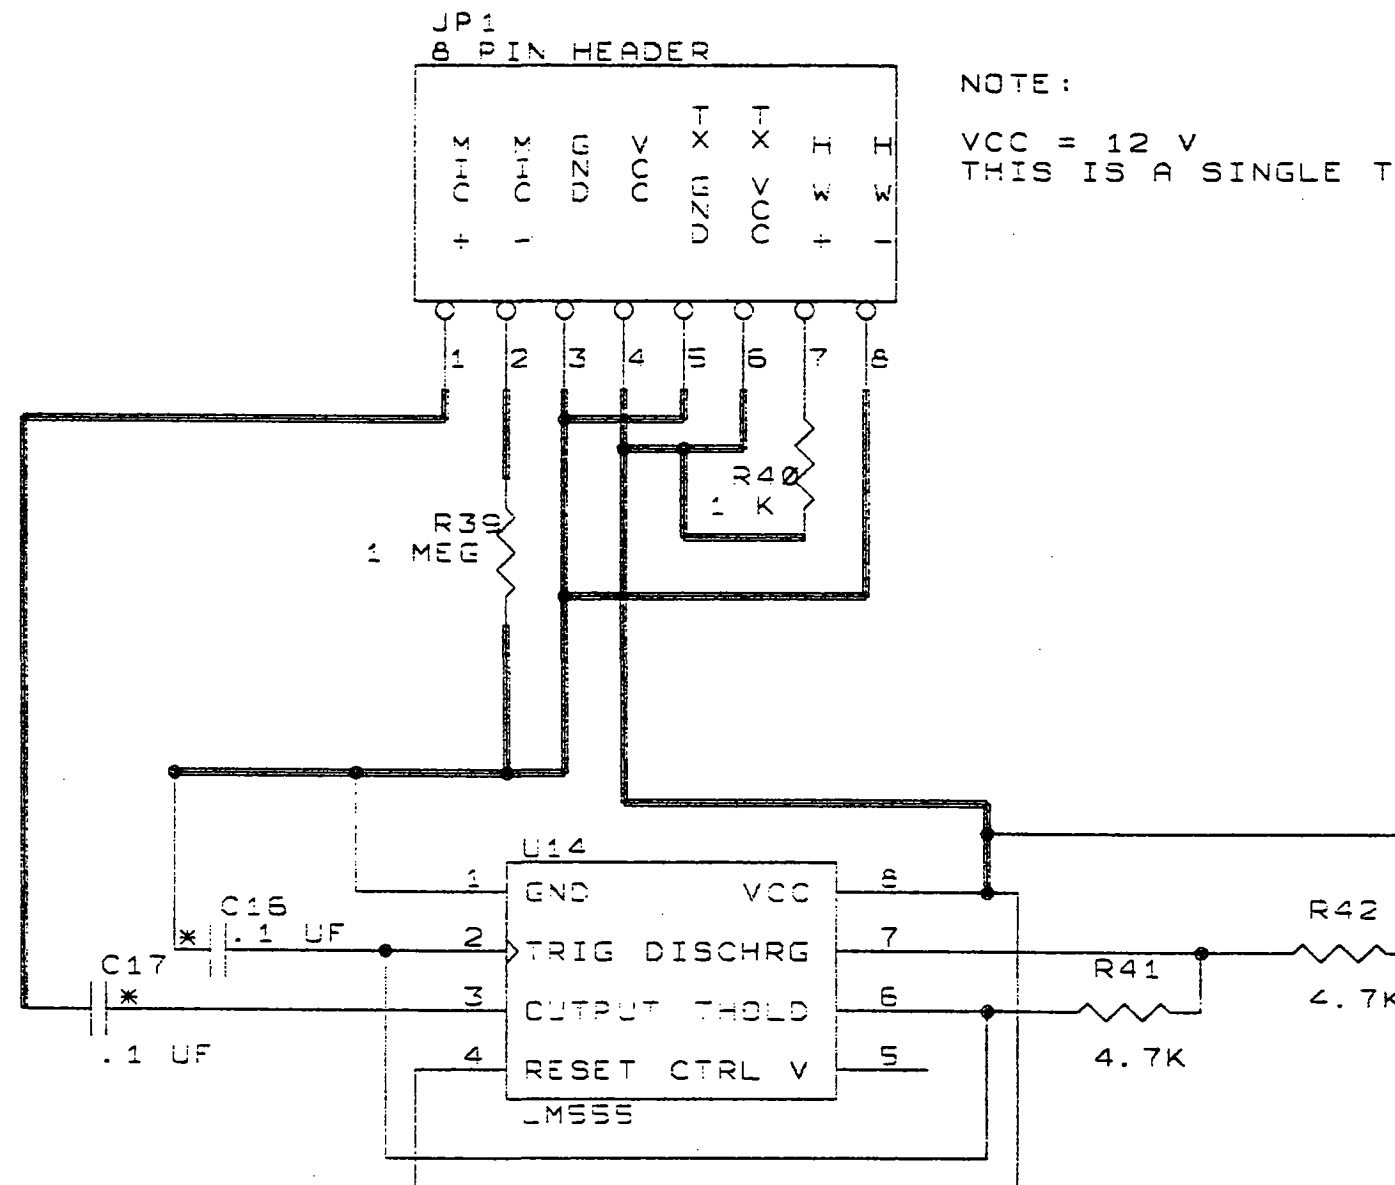 JP1
8 PIN HEADER
NOTE:
VCC = 12 V
THIS IS A SINGLE T
MIC +
MIC -
GND
VCC
TX GND
TX VCC
HW +
HW -
1 2 3 4 5 6 7 8
R40
1 K
R39
1 MEG
U14
1 GND VCC 8
C16
.1 UF
*
2 TRIG DISCHRG 7
R42
4.7K
C17
*
.1 UF
3 OUTPUT THOLD 6
R41
4.7K
4 RESET CTRL V 5
LM555